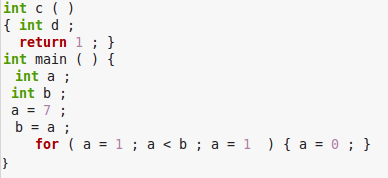 int c ( )
{ int d ;
return 1 ; }
int main ( ) {
int a ;
int b ;
a = 7 ;
b = a ;
for ( a = 1 ; a < b ; a = 1 ) { a = 0 ; }
}